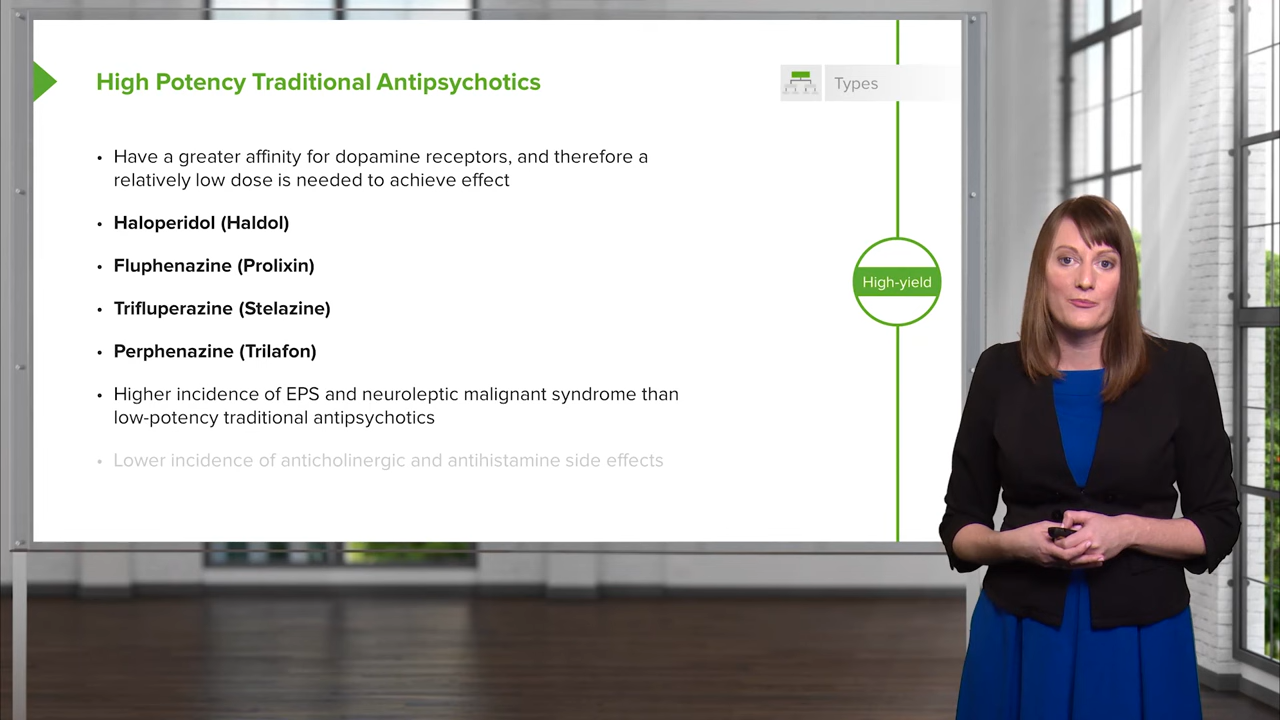 High Potency Traditional Antipsychotics
Types
• Have a greater affinity for dopamine receptors, and therefore a
relatively low dose is needed to achieve effect
• Haloperidol (Haldol)
• Fluphenazine (Prolixin)
• Trifluperazine (Stelazine)
• Perphenazine (Trilafon)
• Higher incidence of EPS and neuroleptic malignant syndrome than
low-potency traditional antipsychotics
• Lower incidence of anticholinergic and antihistamine side effects
High-yield